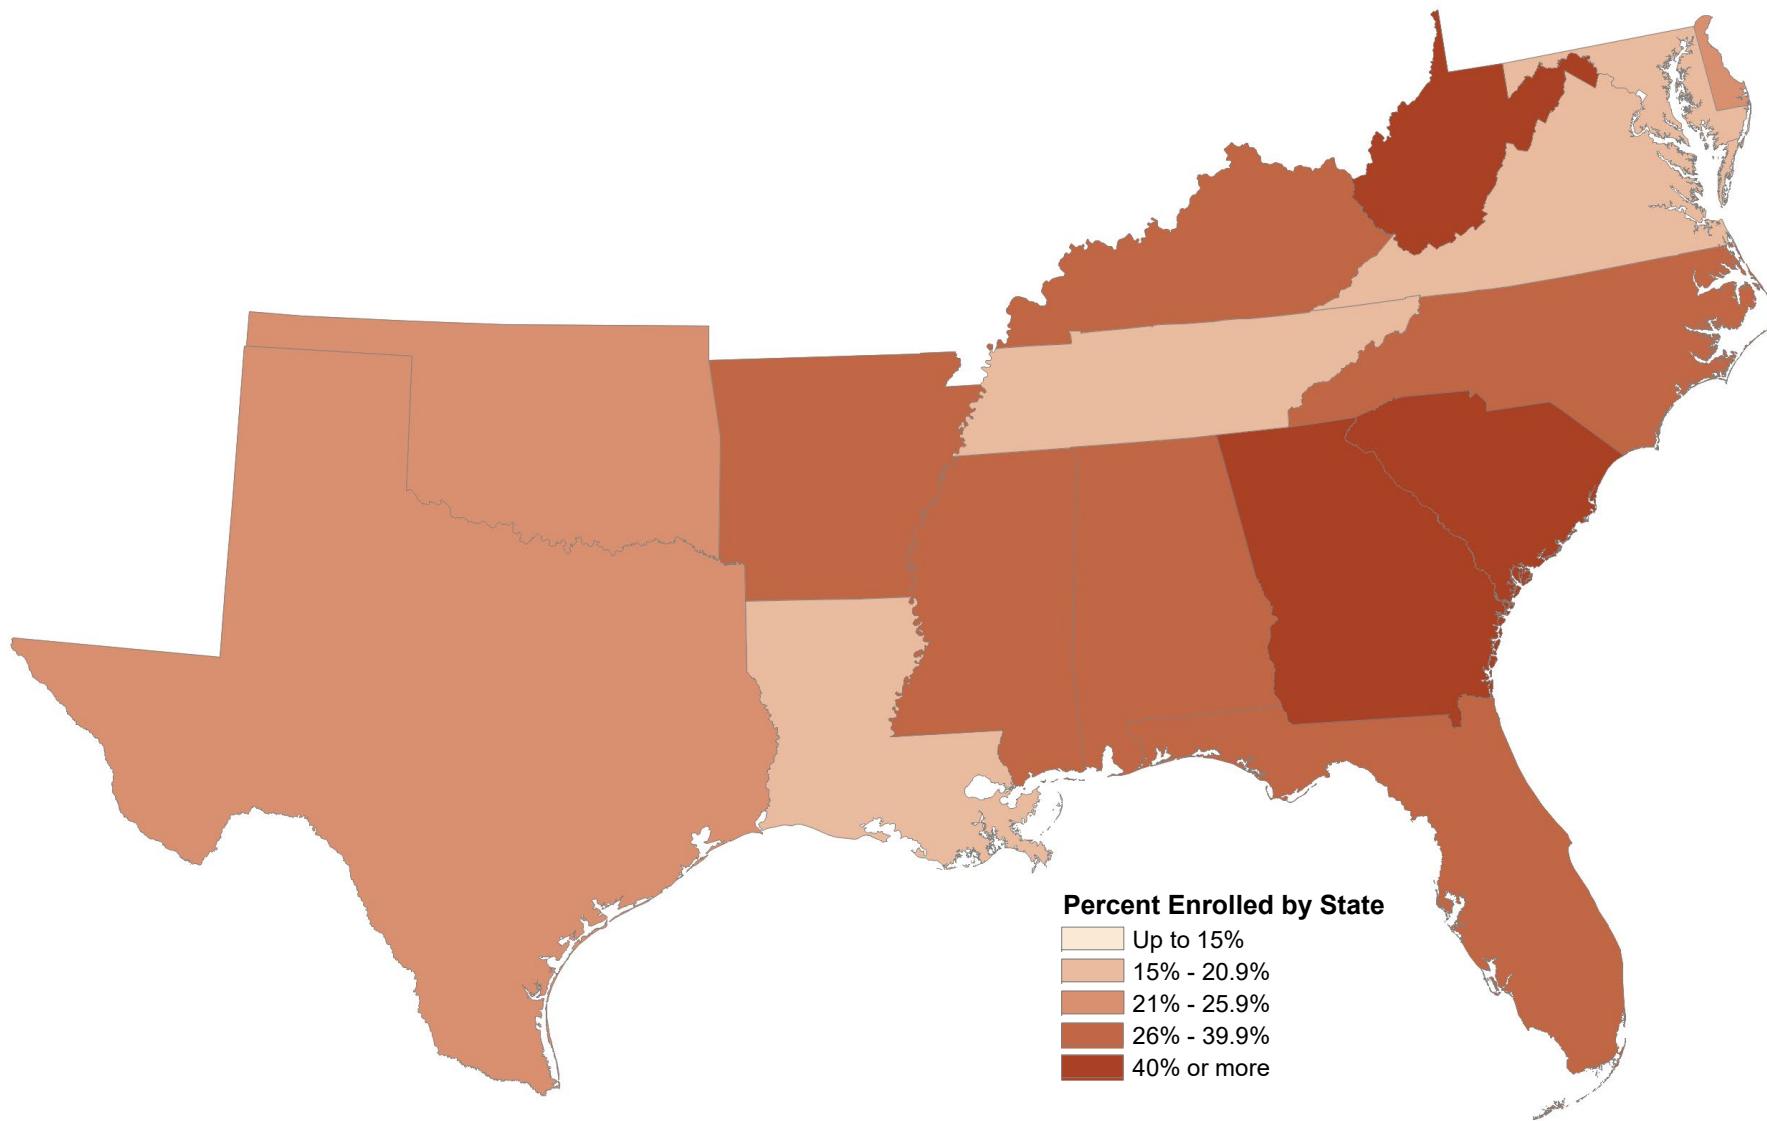 Percent Enrolled by State
Up to 15%
15% - 20.9%
21% - 25.9%
26% - 39.9%
40% or more